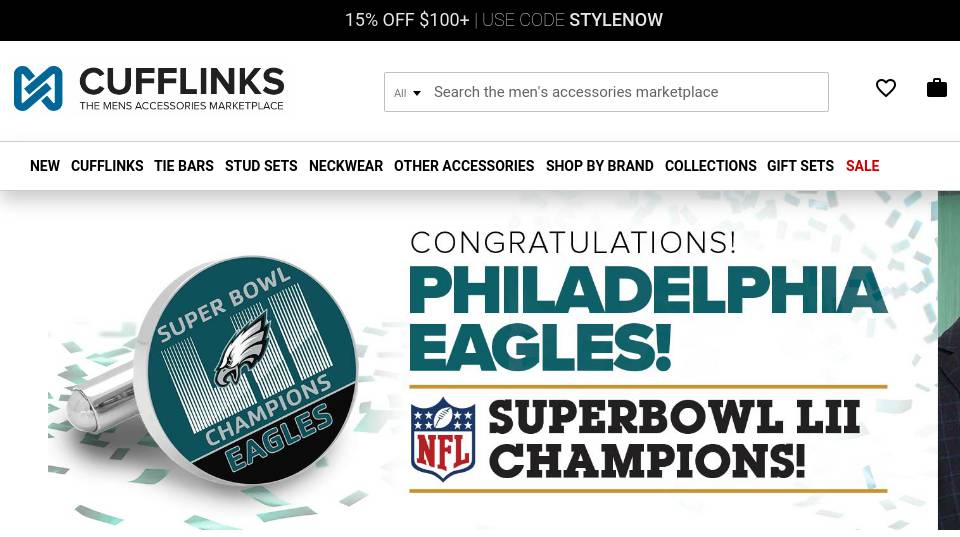 15% OFF $100+ | USE CODE STYLENOW
CUFFLINKS
THE MENS ACCESSORIES MARKETPLACE
All Search the men's accessories marketplace
NEW CUFFLINKS TIE BARS STUD SETS NECKWEAR OTHER ACCESSORIES SHOP BY BRAND COLLECTIONS GIFT SETS SALE
SUPER BOWL
LII
CHAMPIONS
EAGLES
CONGRATULATIONS!
PHILADELPHIA
EAGLES!
NFL
SUPERBOWL LII
CHAMPIONS!